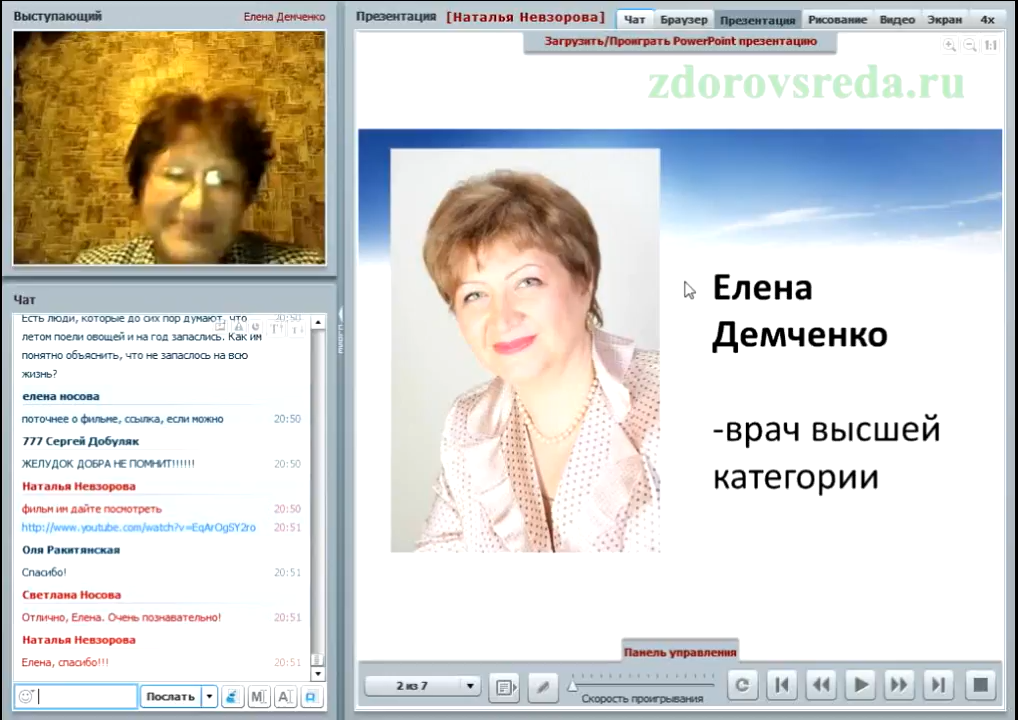 Выступающий
Елена Демченко
Чат
Есть люди, которые до сих пор думают, что
20:50
летом поели овощей и на год запаслись. Как им
понятно объяснить, что не запаслось на всю
жизнь?
елена носова
поточнее о фильме, ссылка, если можно 20:50
777 Сергей Добуляк
ЖЕЛУДОК ДОБРА НЕ ПОМНИТ!!!!!! 20:50
Наталья Невзорова
фильм им дайте посмотреть 20:50
http://www.youtube.com/watch?v=EqArOgSY2ro 20:51
Оля Ракитянская
Спасибо! 20:51
Светлана Носова
Отлично, Елена. Очень познавательно! 20:51
Наталья Невзорова
Елена, спасибо!!! 20:51
Послать
M
A
Презентация [Наталья Невзорова]
Чат Браузер Презентация Рисование Видео Экран 4x
Загрузить/Проиграть PowerPoint презентацию
1:1
zdorovsreda.ru
Елена
Демченко
-врач высшей
категории
Панель управления
2 из 7
Скорость проигрывания